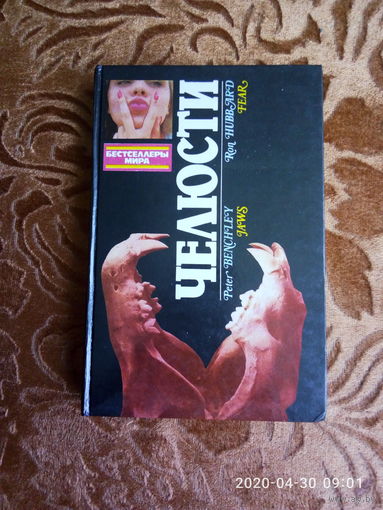 БЕСТСЕЛЛЕРЫ
МИРА
ЧЕЛЮСТИ
Peter BENCHLEY
JAWS
Ron HUBBARD
FEAR
2020-04-30 09:01